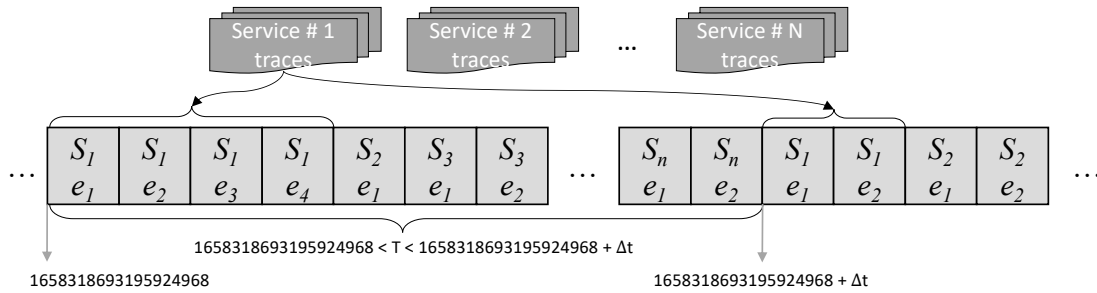 Service # 1 traces
Service # 2 traces
...
Service # N traces
... S1 e1 S1 e2 S1 e3 S1 e4 S2 e1 S3 e1 S3 e2 ... Sn e1 Sn e2 S1 e1 S1 e2 S2 e1 S2 e2 ...
1658318693195924968 < T < 1658318693195924968 + Δt
1658318693195924968
1658318693195924968 + Δt